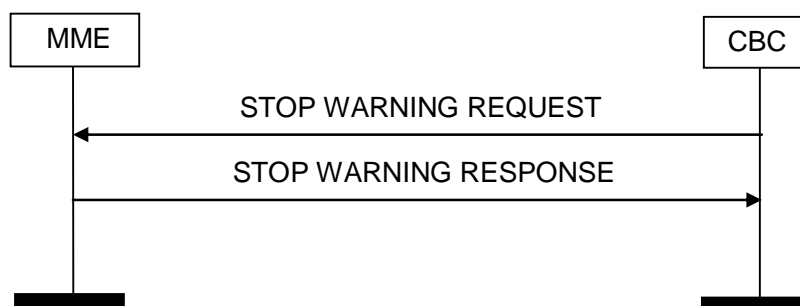 MME
CBC
STOP WARNING REQUEST
STOP WARNING RESPONSE